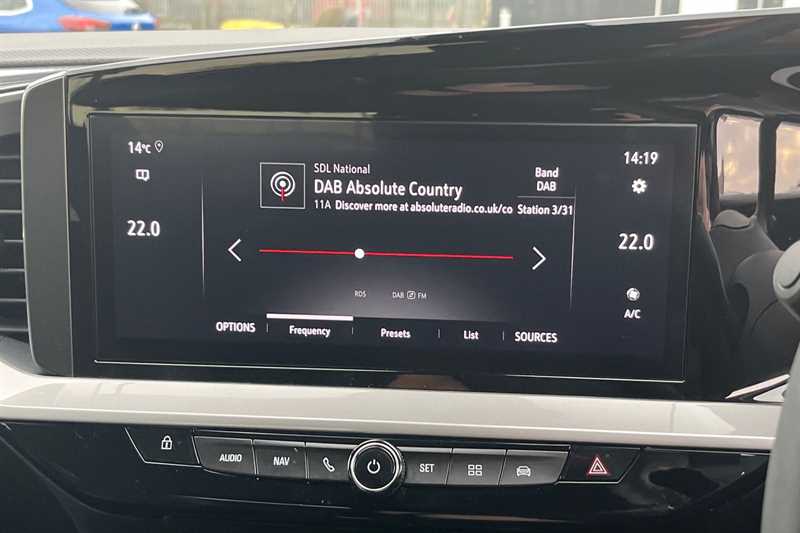 14°C
14:19
SDL National
DAB Absolute Country
Band
DAB
11A Discover more at absoluteradio.co.uk/co Station 3/31
22.0
22.0
RDS
DAB FM
A/C
OPTIONS
Frequency
Presets
List
SOURCES
AUDIO
NAV
SET